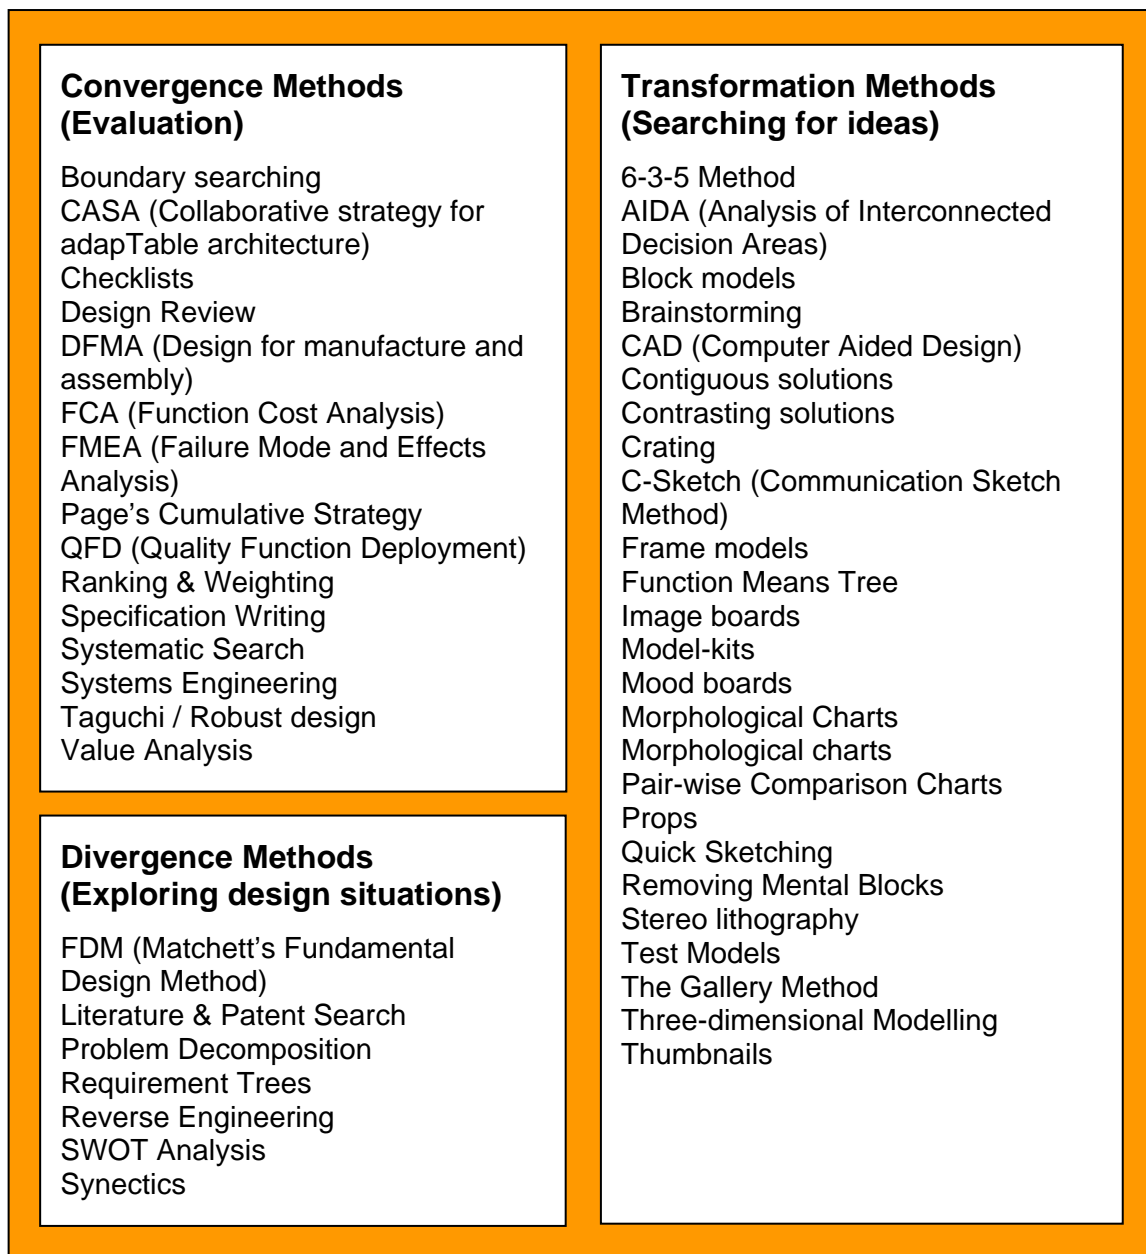 Convergence Methods
(Evaluation)
Boundary searching
CASA (Collaborative strategy for
adapTable architecture)
Checklists
Design Review
DFMA (Design for manufacture and
assembly)
FCA (Function Cost Analysis)
FMEA (Failure Mode and Effects
Analysis)
Page's Cumulative Strategy
QFD (Quality Function Deployment)
Ranking & Weighting
Specification Writing
Systematic Search
Systems Engineering
Taguchi / Robust design
Value Analysis
Divergence Methods
(Exploring design situations)
FDM (Matchett's Fundamental
Design Method)
Literature & Patent Search
Problem Decomposition
Requirement Trees
Reverse Engineering
SWOT Analysis
Synectics
Transformation Methods
(Searching for ideas)
6-3-5 Method
AIDA (Analysis of Interconnected
Decision Areas)
Block models
Brainstorming
CAD (Computer Aided Design)
Contiguous solutions
Contrasting solutions
Crating
C-Sketch (Communication Sketch
Method)
Frame models
Function Means Tree
Image boards
Model-kits
Mood boards
Morphological Charts
Morphological charts
Pair-wise Comparison Charts
Props
Quick Sketching
Removing Mental Blocks
Stereo lithography
Test Models
The Gallery Method
Three-dimensional Modelling
Thumbnails